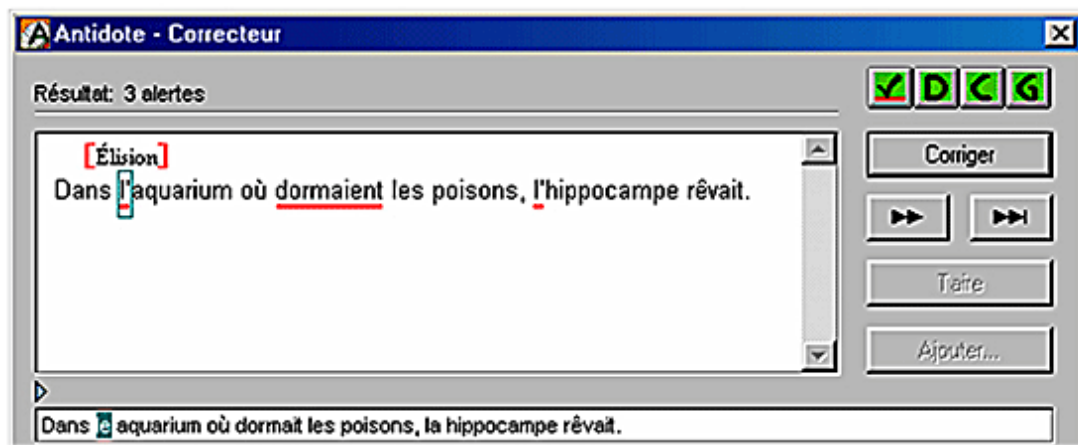 Antidote - Correcteur
Résultat: 3 alertes
D C G
[Élision]
Dans l'aquarium où dormaient les poisons, l'hippocampe rêvait.
Corriger
Taire
Ajouter...
Dans le aquarium où dormait les poisons, la hippocampe rêvait.